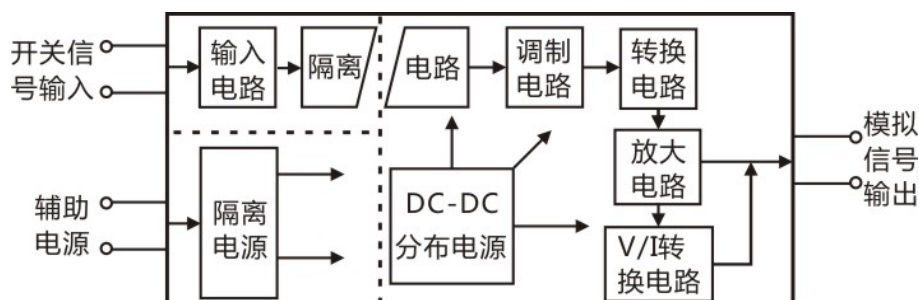 开关信
号输入
输入
电路
隔离
电路
调制
电路
转换
电路
放大
电路
模拟
信号
输出
辅助
电源
隔离
电源
DC-DC
分布电源
V/I转
换电路